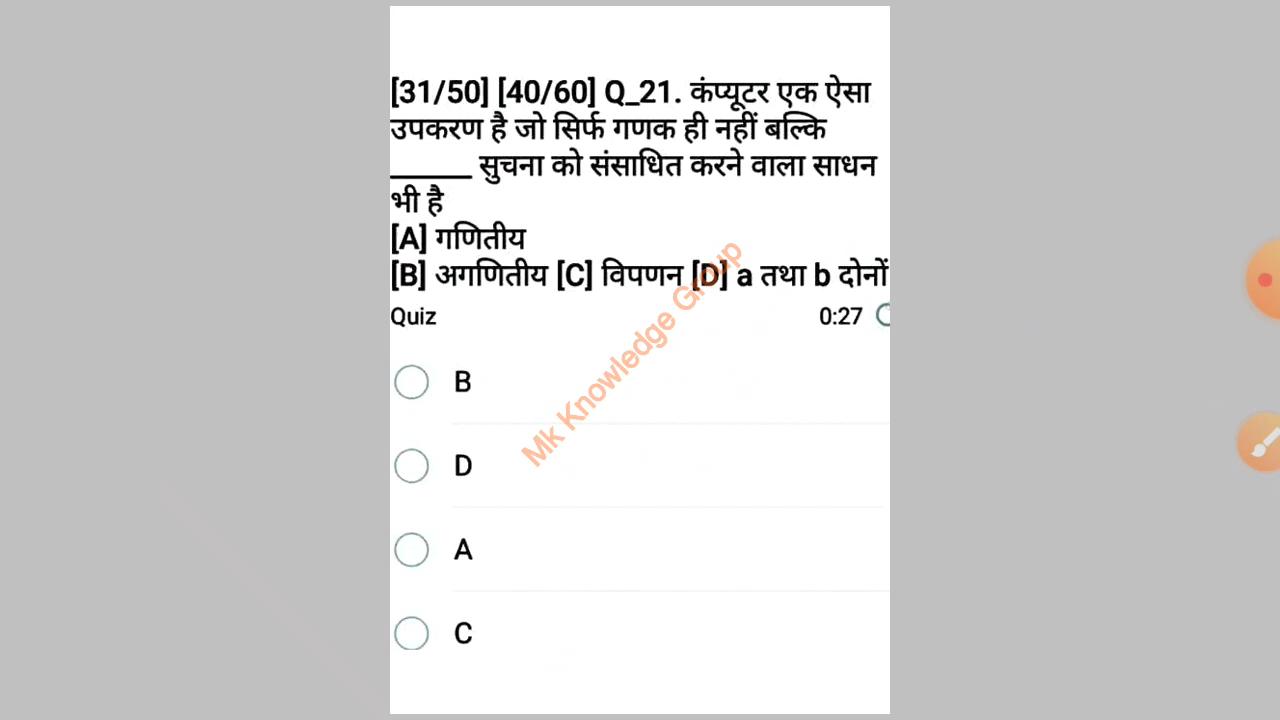 [31/50] [40/60] Q_21. कंप्यूटर एक ऐसा
उपकरण है जो सिर्फ गणक ही नहीं बल्कि
______ सुचना को संसाधित करने वाला साधन
भी है
[A] गणितीय
[B] अगणितीय [C] विपणन [D] a तथा b दोनों
Quiz 0:27
Mk Knowledge Group
B
D
A
C